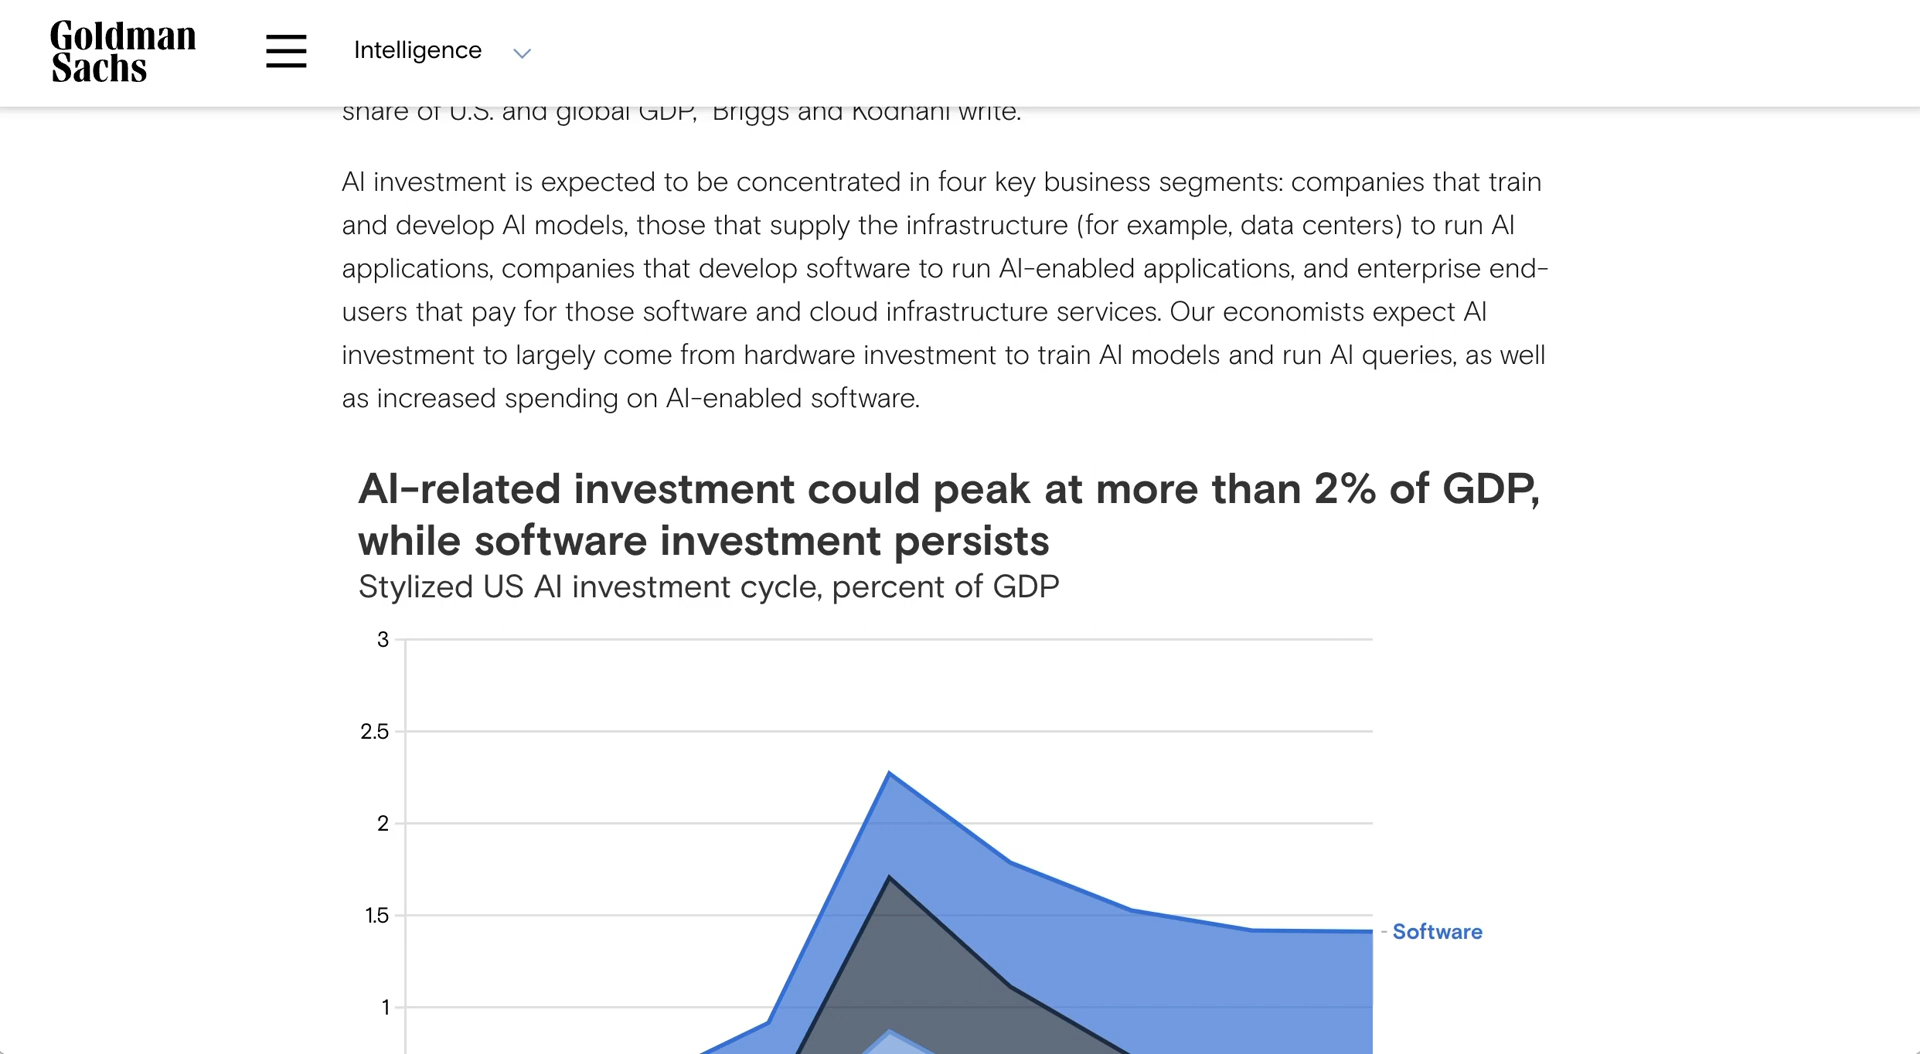 Goldman
Sachs
Intelligence
share of U.S. and global GDP," Briggs and Kodnani write.
AI investment is expected to be concentrated in four key business segments: companies that train
and develop AI models, those that supply the infrastructure (for example, data centers) to run AI
applications, companies that develop software to run AI-enabled applications, and enterprise end-
users that pay for those software and cloud infrastructure services. Our economists expect AI
investment to largely come from hardware investment to train AI models and run AI queries, as well
as increased spending on AI-enabled software.
AI-related investment could peak at more than 2% of GDP,
while software investment persists
Stylized US AI investment cycle, percent of GDP
3
2.5
2
1.5
Software
1